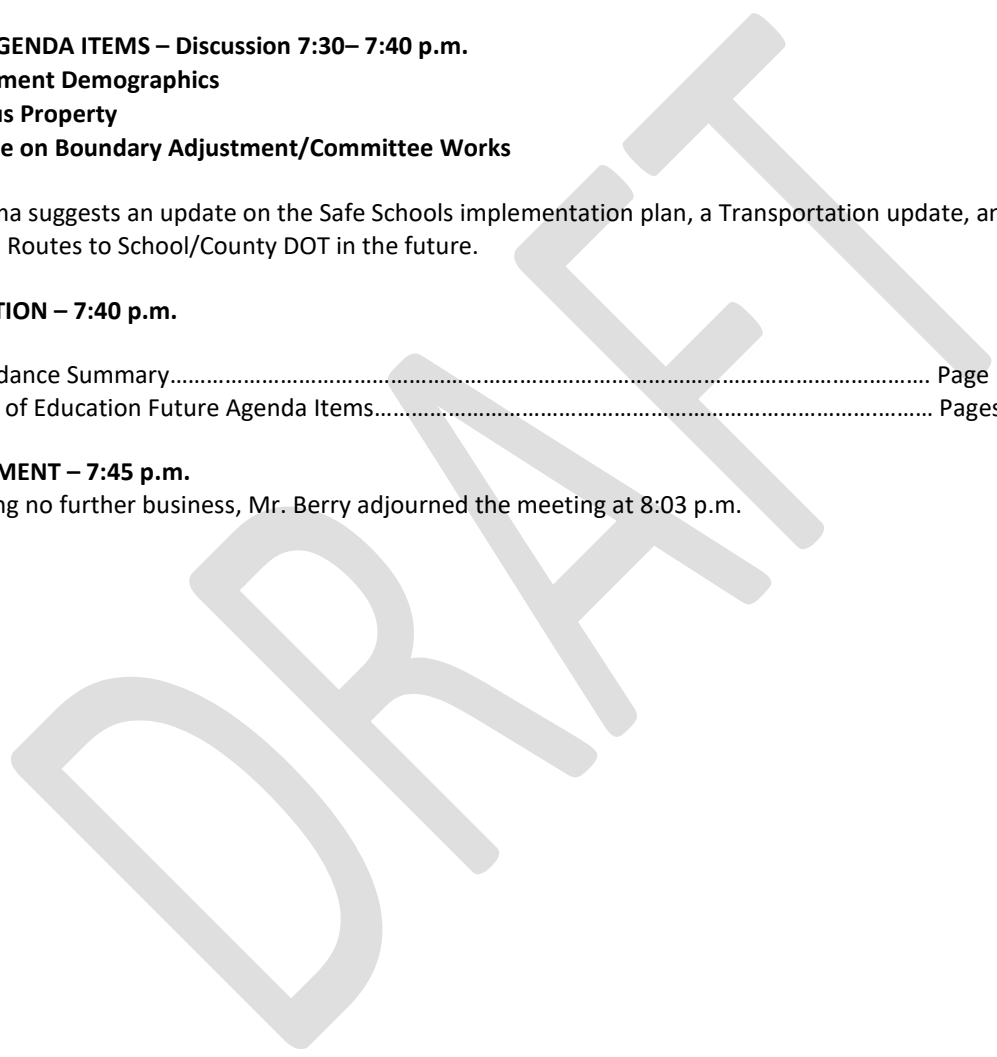 GENDA ITEMS – Discussion 7:30– 7:40 p.m.
ment Demographics
us Property
e on Boundary Adjustment/Committee Works
na suggests an update on the Safe Schools implementation plan, a Transportation update, an
Routes to School/County DOT in the future.
TION – 7:40 p.m.
dance Summary………………………………………………………………………………………………………. Page
of Education Future Agenda Items……………………………………………………………….………… Pages
MENT – 7:45 p.m.
ng no further business, Mr. Berry adjourned the meeting at 8:03 p.m.
DRAFT